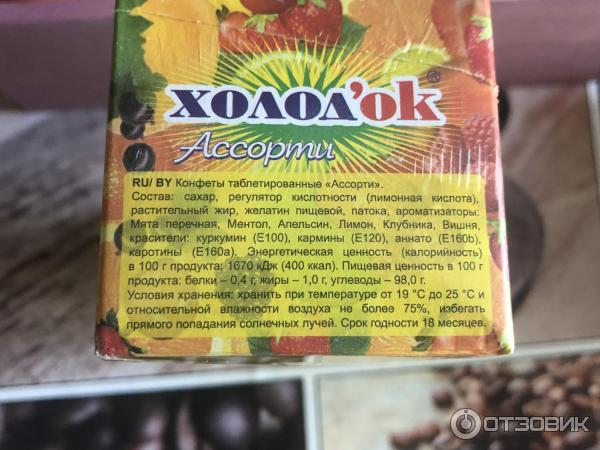 ХОЛОД'ok®
Ассорти
RU/ BY Конфеты таблетированные «Ассорти».
Состав: сахар, регулятор кислотности (лимонная кислота),
растительный жир, желатин пищевой, патока, ароматизаторы:
Мята перечная, Ментол, Апельсин, Лимон, Клубника, Вишня,
красители: куркумин (Е100), кармины (Е120), аннато (Е160b),
каротины (Е160а). Энергетическая ценность (калорийность)
в 100 г продукта: 1670 кДж (400 ккал). Пищевая ценность в 100 г
продукта: белки – 0,4 г, жиры – 1,0 г, углеводы – 98,0 г.
Условия хранения: хранить при температуре от 19 °С до 25 °С и
относительной влажности воздуха не более 75%, избегать
прямого попадания солнечных лучей. Срок годности 18 месяцев.
ОТЗОВИК